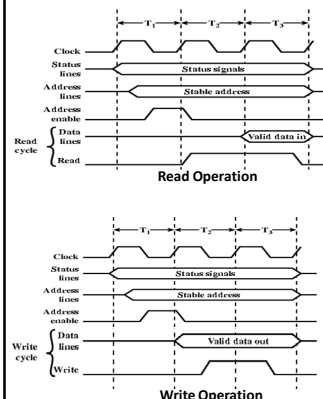 T₁ T₂ T₃
Clock
Status lines Status signals
Address lines Stable address
Address enable
Read cycle
Data lines Valid data in
Read
Read Operation
T₁ T₂ T₃
Clock
Status lines Status signals
Address lines Stable address
Address enable
Write cycle
Data lines Valid data out
Write
Write Operation